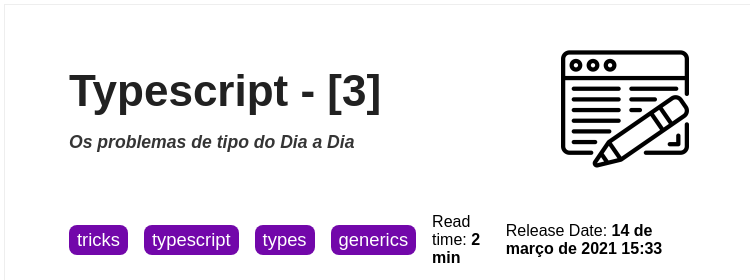 Typescript - [3]
Os problemas de tipo do Dia a Dia
tricks
typescript
types
generics
Read
time: 2
min
Release Date: 14 de
março de 2021 15:33